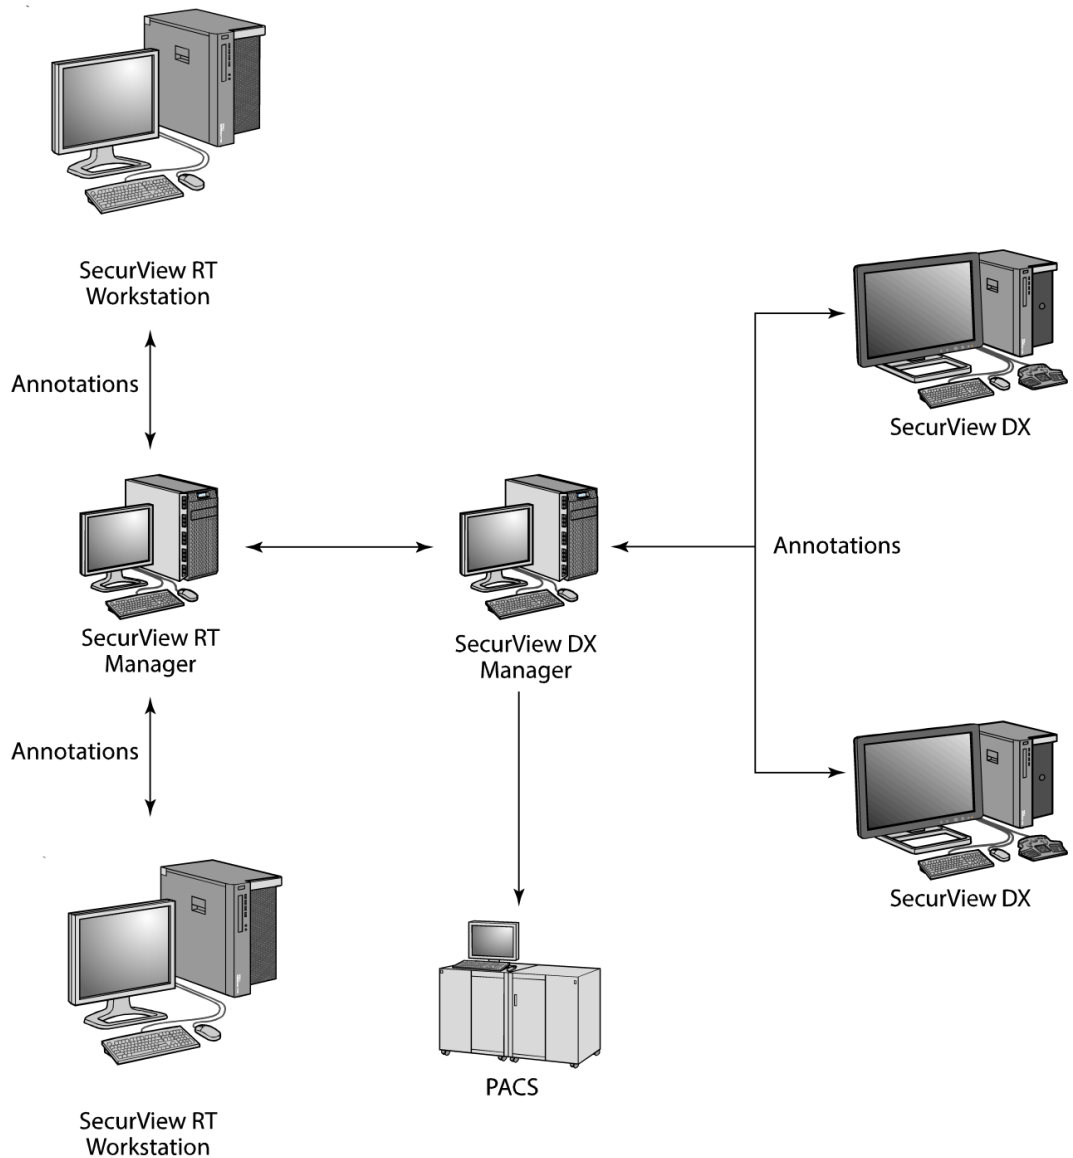 SecurView RT
Workstation
Annotations
SecurView DX
Annotations
SecurView RT
Manager
SecurView DX
Manager
Annotations
SecurView DX
PACS
SecurView RT
Workstation